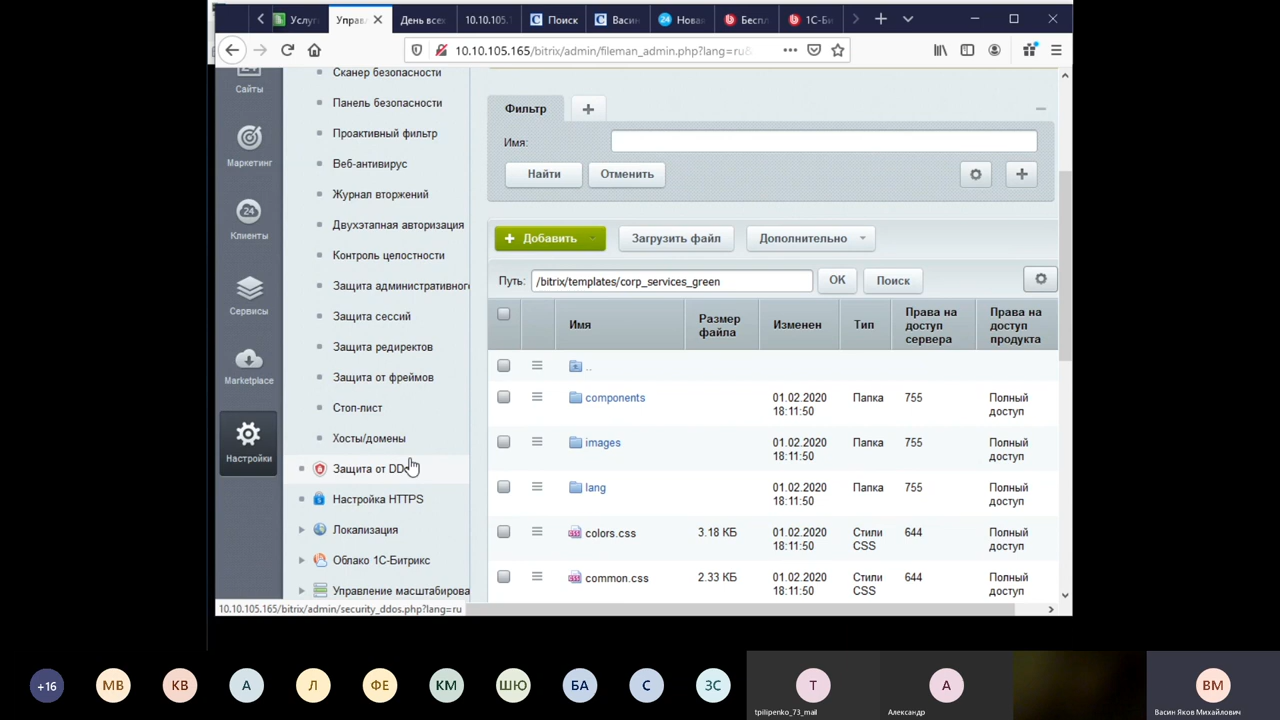 Услуг
Управ
День всех
10.10.105.
Поиск
Васин
24
Новая
Беспл
1С-Би
10.10.105.165/bitrix/admin/fileman_admin.php?lang=ru&
24
Сайты
Маркетинг
24
Клиенты
Сервисы
Marketplace
Настройки
Сканер безопасности
Панель безопасности
Проактивный фильтр
Веб-антивирус
Журнал вторжений
Двухэтапная авторизация
Контроль целостности
Защита административного
Защита сессий
Защита редиректов
Защита от фреймов
Стоп-лист
Хосты/домены
Защита от DDo
Настройка HTTPS
Локализация
Облако 1С-Битрикс
Управление масштабирова
10.10.105.165/bitrix/admin/security_ddos.php?lang=ru
Фильтр
Имя:
Найти
Отменить
Добавить
Загрузить файл
Дополнительно
Путь:
/bitrix/templates/corp_services_green
OK
Поиск
Имя
Размер файла
Изменен
Тип
Права на доступ сервера
Права на доступ продукта
..
components
01.02.2020 18:11:50
Папка
755
Полный доступ
images
01.02.2020 18:11:50
Папка
755
Полный доступ
lang
01.02.2020 18:11:50
Папка
755
Полный доступ
colors.css
3.18 КБ
01.02.2020 18:11:50
Стили CSS
644
Полный доступ
common.css
2.33 КБ
01.02.2020 18:11:50
Стили CSS
644
Полный доступ
+16
МВ
КВ
А
Л
ФЕ
КМ
ШЮ
БА
С
ЗС
Т
tpilipenko_73_mail
А
Александр
ВМ
Васин Яков Михайлович